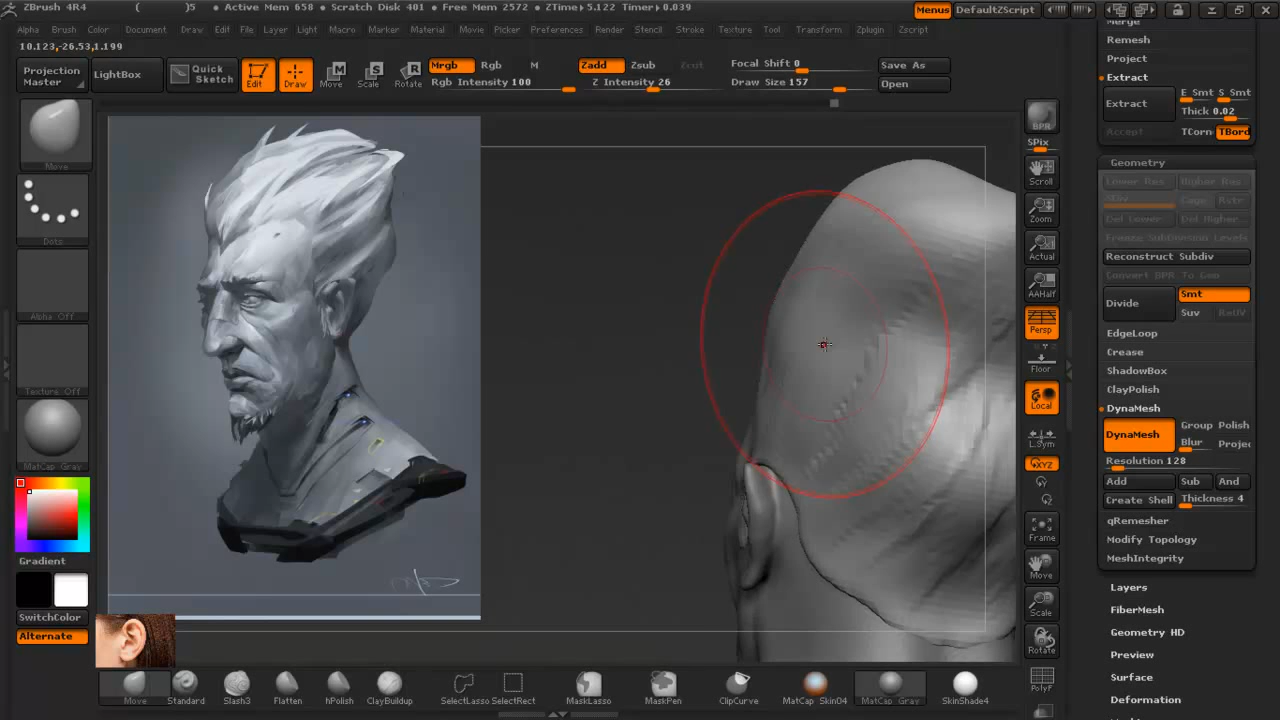 ZBrush 4R4 ( )5 • Active Mem 658 • Scratch Disk 401 • Free Mem 2572 • ZTime▸5.122 Timer▸0.039 Menus DefaultZScript
Alpha Brush Color Document Draw Edit File Layer Light Macro Marker Material Movie Picker Preferences Render Stencil Stroke Texture Tool Transform Zplugin Zscript
10.123,-26.53,1.199
Projection Master
LightBox
Quick Sketch
Edit
Draw
Move
Scale
Rotate
Mrgb Rgb M
Rgb Intensity 100
Zadd Zsub Zcut
Z Intensity 26
Focal Shift 0
Draw Size 157
Save As
Open
Move
Dots
Alpha Off
Texture Off
MatCap Gray
Gradient
SwitchColor
Alternate
BPR
SPix
Scroll
Zoom
Actual
AAHalf
Persp
Floor
Local
L.Sym
XYZ
Frame
Move
Scale
Rotate
PolyF
Merge
Remesh
Project
Extract
Extract
E Smt S Smt
Thick 0.02
Accept TCorn TBord
Geometry
Lower Res Higher Res
SDiv Cage Rstr
Del Lower Del Higher
Freeze SubDivision Levels
Reconstruct Subdiv
Convert BPR To Geo
Divide
Smt
Suv ReUV
EdgeLoop
Crease
ShadowBox
ClayPolish
DynaMesh
DynaMesh
Group Polish
Blur Projec
Resolution 128
Add Sub And
Create Shell Thickness 4
qRemesher
Modify Topology
MeshIntegrity
Layers
FiberMesh
Geometry HD
Preview
Surface
Deformation
Move Standard Slash3 Flatten hPolish ClayBuildup SelectLasso SelectRect MaskLasso MaskPen ClipCurve MatCap Skin04 MatCap Gray SkinShade4